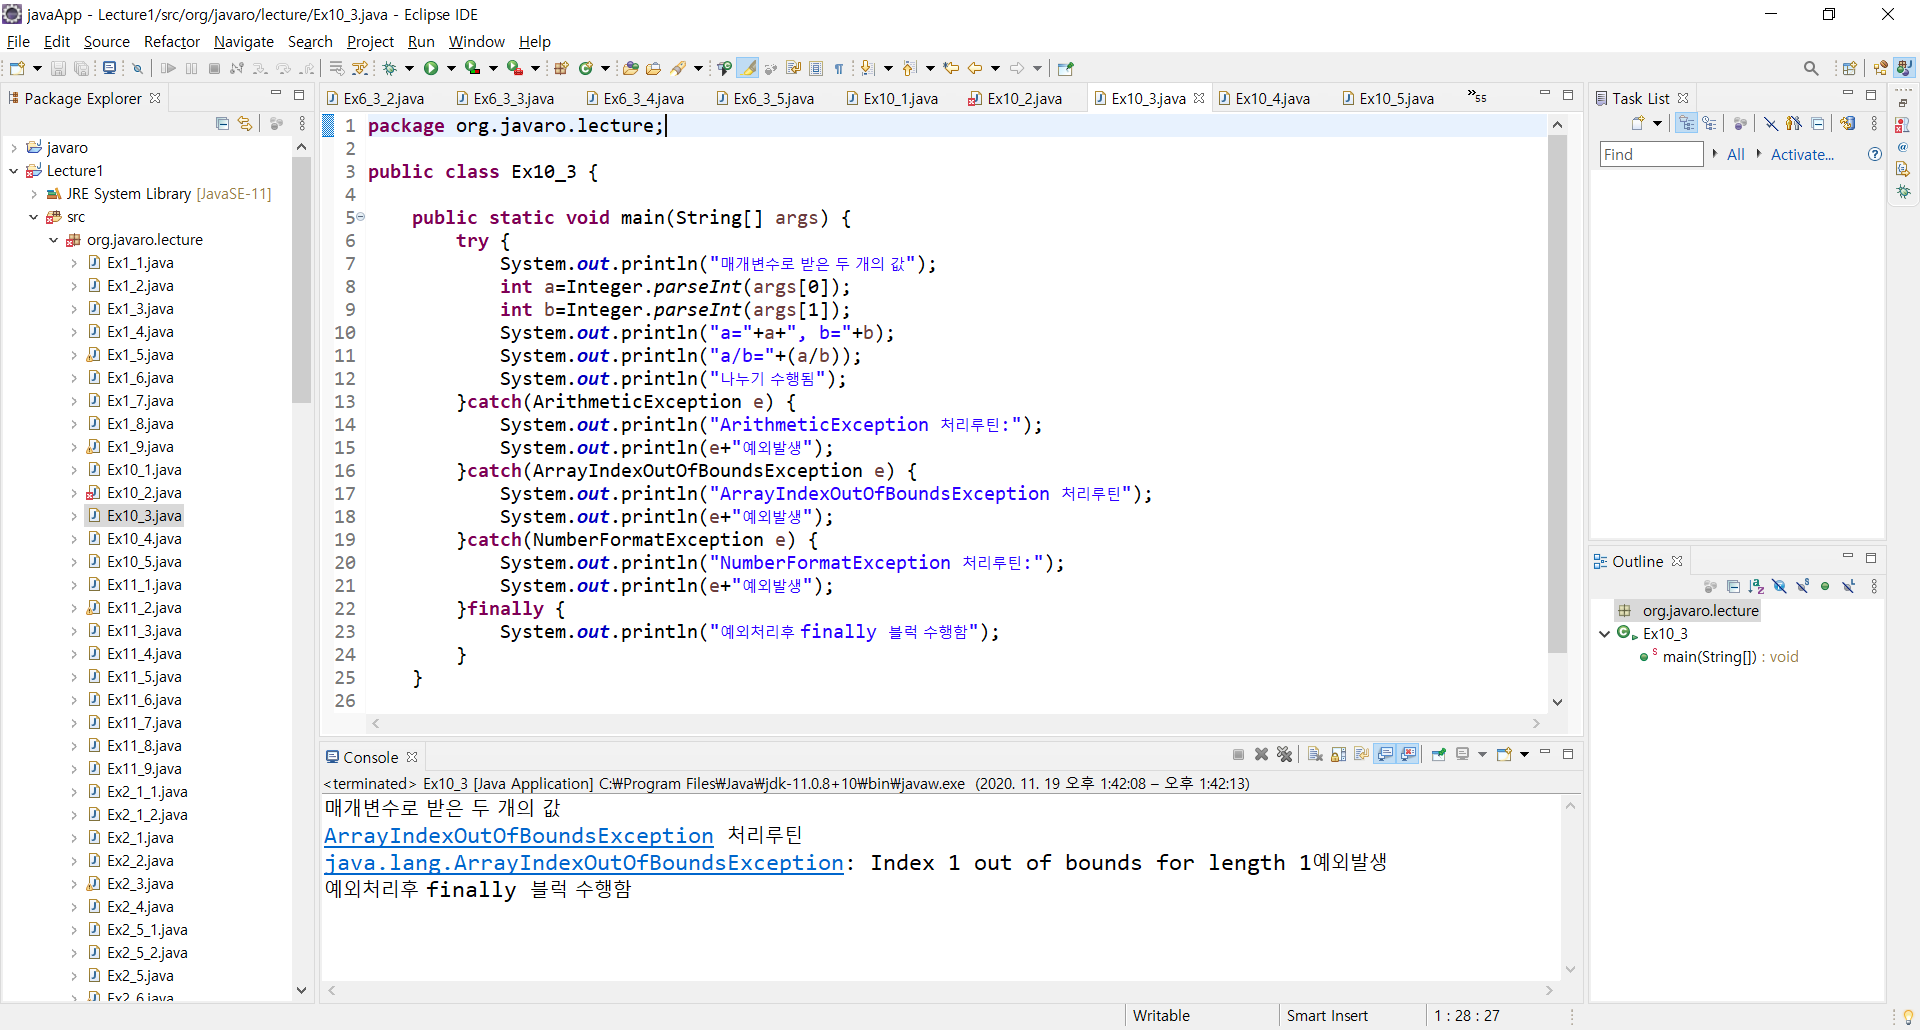 javaApp - Lecture1/src/org/javaro/lecture/Ex10_3.java - Eclipse IDE
File Edit Source Refactor Navigate Search Project Run Window Help
Package Explorer
javaro
Lecture1
JRE System Library [JavaSE-11]
src
org.javaro.lecture
Ex1_1.java
Ex1_2.java
Ex1_3.java
Ex1_4.java
Ex1_5.java
Ex1_6.java
Ex1_7.java
Ex1_8.java
Ex1_9.java
Ex10_1.java
Ex10_2.java
Ex10_3.java
Ex10_4.java
Ex10_5.java
Ex11_1.java
Ex11_2.java
Ex11_3.java
Ex11_4.java
Ex11_5.java
Ex11_6.java
Ex11_7.java
Ex11_8.java
Ex11_9.java
Ex2_1_1.java
Ex2_1_2.java
Ex2_1.java
Ex2_2.java
Ex2_3.java
Ex2_4.java
Ex2_5_1.java
Ex2_5_2.java
Ex2_5.java
Ex2_6.java
Ex6_3_2.java Ex6_3_3.java Ex6_3_4.java Ex6_3_5.java Ex10_1.java Ex10_2.java Ex10_3.java Ex10_4.java Ex10_5.java »55
1 package org.javaro.lecture;
2
3 public class Ex10_3 {
4
5 public static void main(String[] args) {
6 try {
7 System.out.println("매개변수로 받은 두 개의 값");
8 int a=Integer.parseInt(args[0]);
9 int b=Integer.parseInt(args[1]);
10 System.out.println("a="+a+", b="+b);
11 System.out.println("a/b="+(a/b));
12 System.out.println("나누기 수행됨");
13 }catch(ArithmeticException e) {
14 System.out.println("ArithmeticException 처리루틴:");
15 System.out.println(e+"예외발생");
16 }catch(ArrayIndexOutOfBoundsException e) {
17 System.out.println("ArrayIndexOutOfBoundsException 처리루틴");
18 System.out.println(e+"예외발생");
19 }catch(NumberFormatException e) {
20 System.out.println("NumberFormatException 처리루틴:");
21 System.out.println(e+"예외발생");
22 }finally {
23 System.out.println("예외처리후 finally 블럭 수행함");
24 }
25 }
26
Console
<terminated> Ex10_3 [Java Application] C:₩Program Files₩Java₩jdk-11.0.8+10₩bin₩javaw.exe (2020. 11. 19 오후 1:42:08 – 오후 1:42:13)
매개변수로 받은 두 개의 값
ArrayIndexOutOfBoundsException 처리루틴
java.lang.ArrayIndexOutOfBoundsException: Index 1 out of bounds for length 1예외발생
예외처리후 finally 블럭 수행함
Task List
Find All Activate...
Outline
org.javaro.lecture
Ex10_3
main(String[]) : void
Writable Smart Insert 1 : 28 : 27